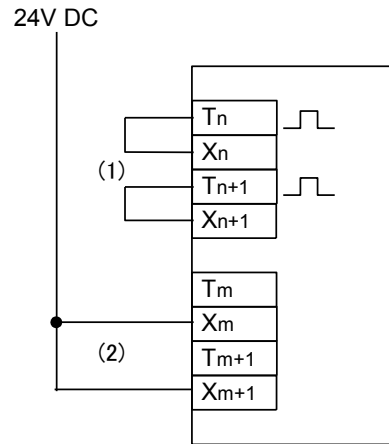 24V DC
Tn
Xn
(1)
Tn+1
Xn+1
Tm
Xm
(2)
Tm+1
Xm+1